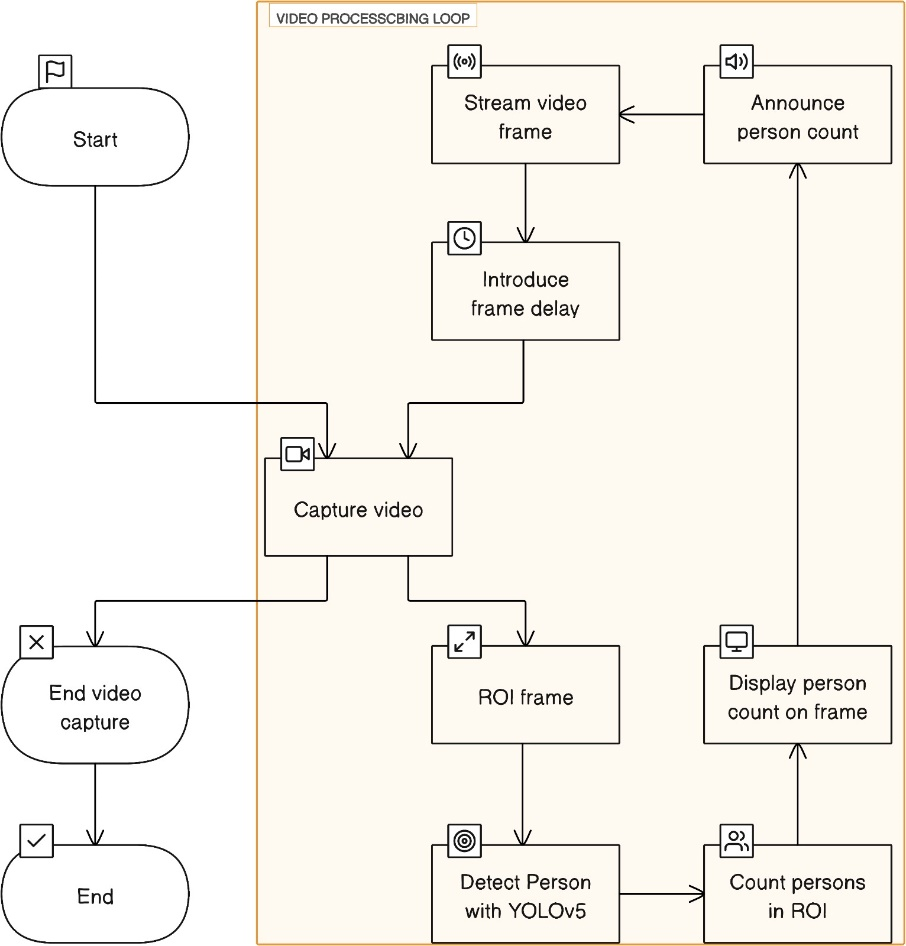 VIDEO PROCESSCBING LOOP
Start
Stream video
frame
Announce
person count
Introduce
frame delay
Capture video
End video
capture
ROI frame
Display person
count on frame
End
Detect Person
with YOLOv5
Count persons
in ROI